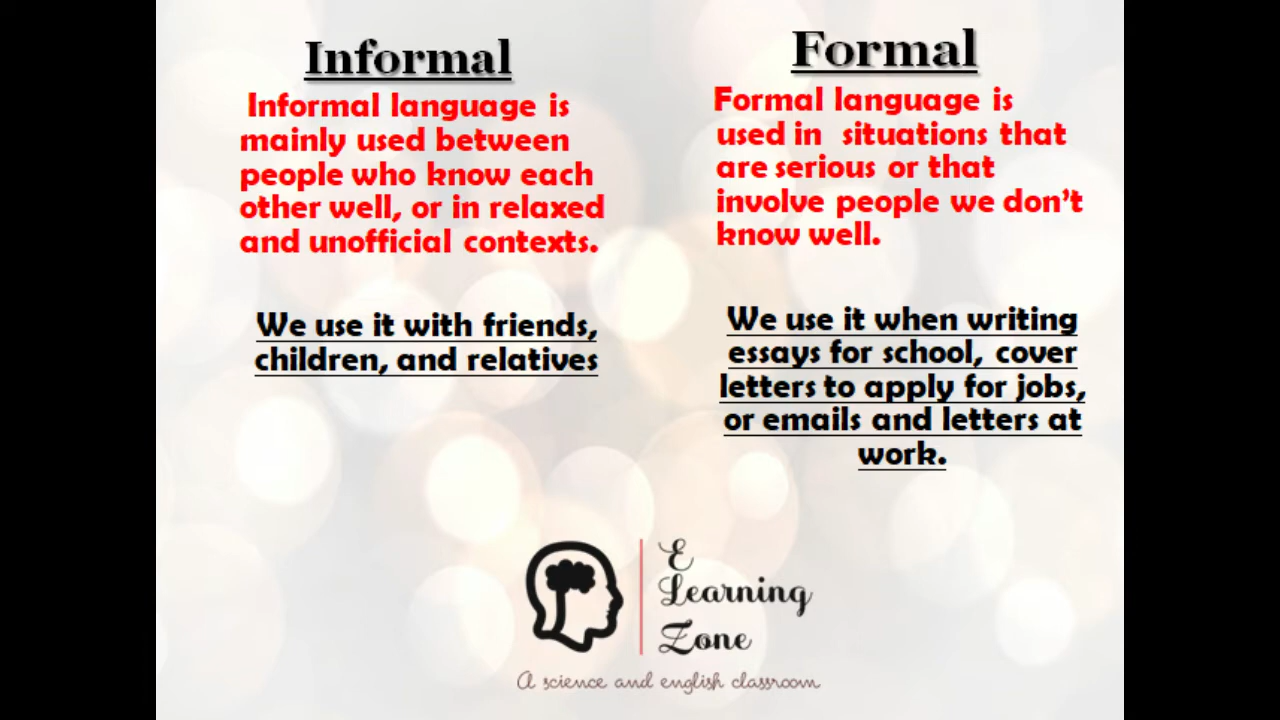 Informal
Informal language is
mainly used between
people who know each
other well, or in relaxed
and unofficial contexts.
We use it with friends,
children, and relatives
Formal
Formal language is
used in situations that
are serious or that
involve people we don't
know well.
We use it when writing
essays for school, cover
letters to apply for jobs,
or emails and letters at
work.
E
Learning
Zone
A science and english classroom